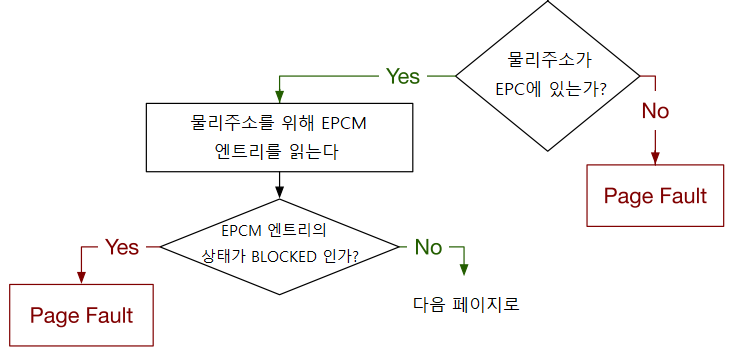 물리주소가
EPC에 있는가?
Yes
No
물리주소를 위해 EPCM
엔트리를 읽는다
Page Fault
EPCM 엔트리의
상태가 BLOCKED 인가?
Yes
No
Page Fault
다음 페이지로